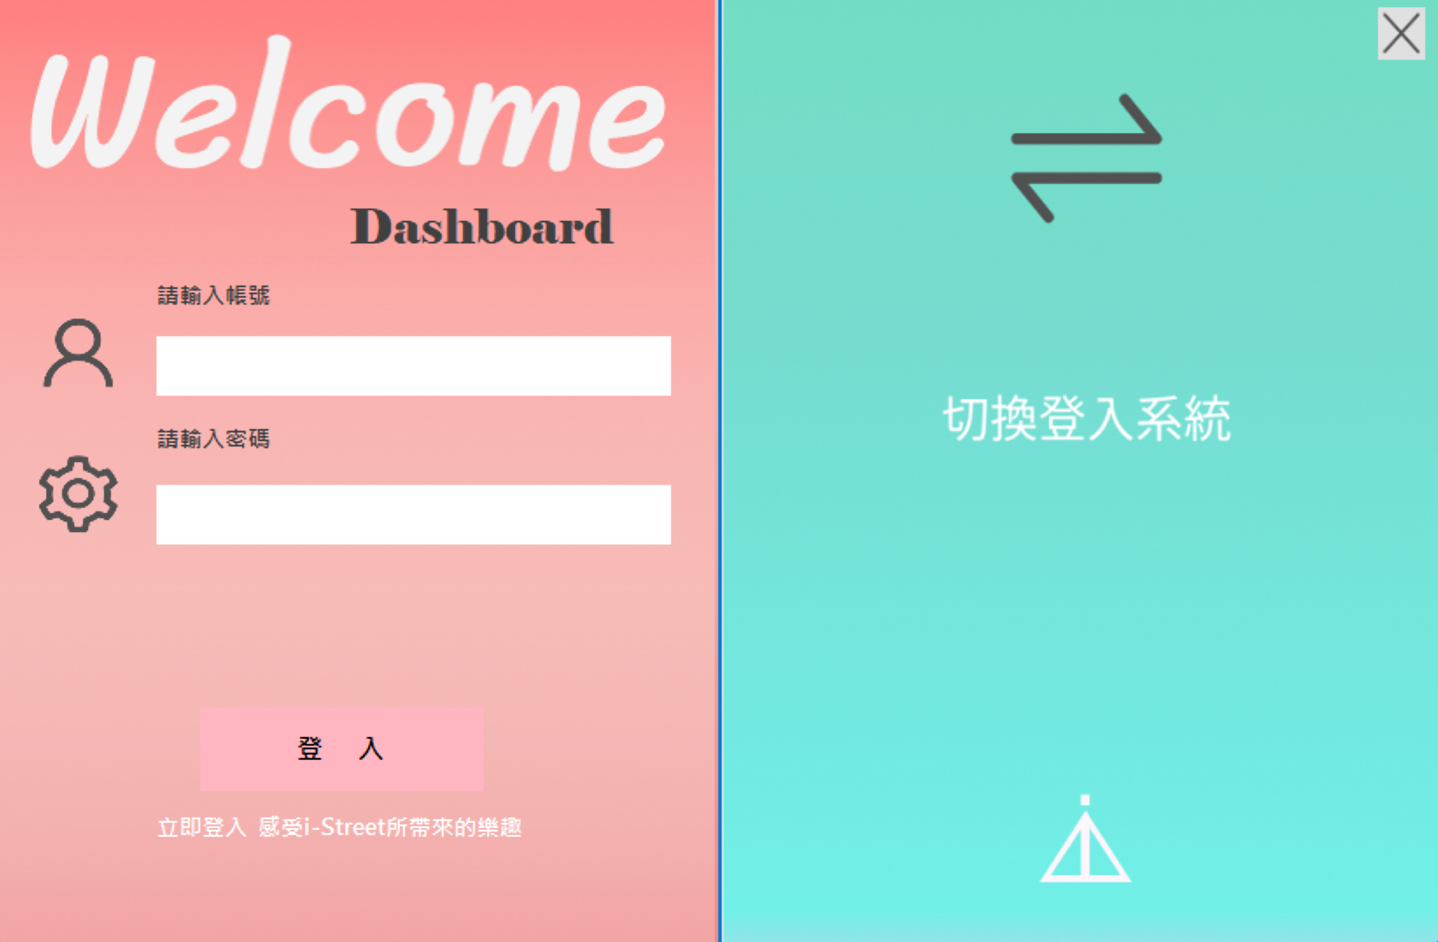 Welcome
Dashboard
請輸入帳號
請輸入密碼
登 入
立即登入 感受i-Street所帶來的樂趣
切換登入系統